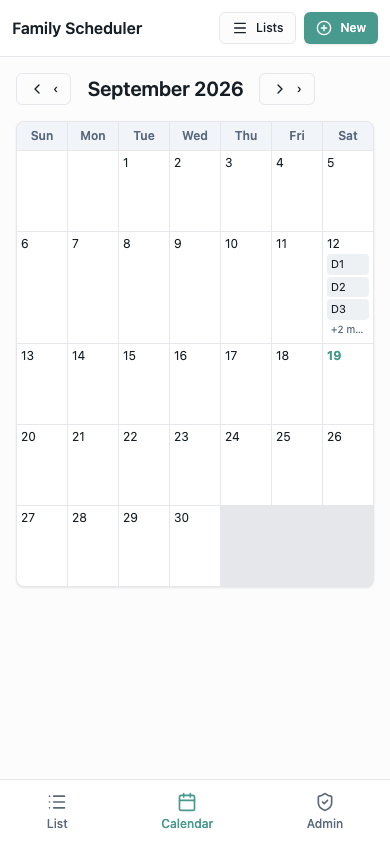 Family Scheduler Lists New
‹ September 2026 ›
Sun Mon Tue Wed Thu Fri Sat
1 2 3 4 5
6 7 8 9 10 11 12
D1
D2
D3
+2 m...
13 14 15 16 17 18 19
20 21 22 23 24 25 26
27 28 29 30
List Calendar Admin